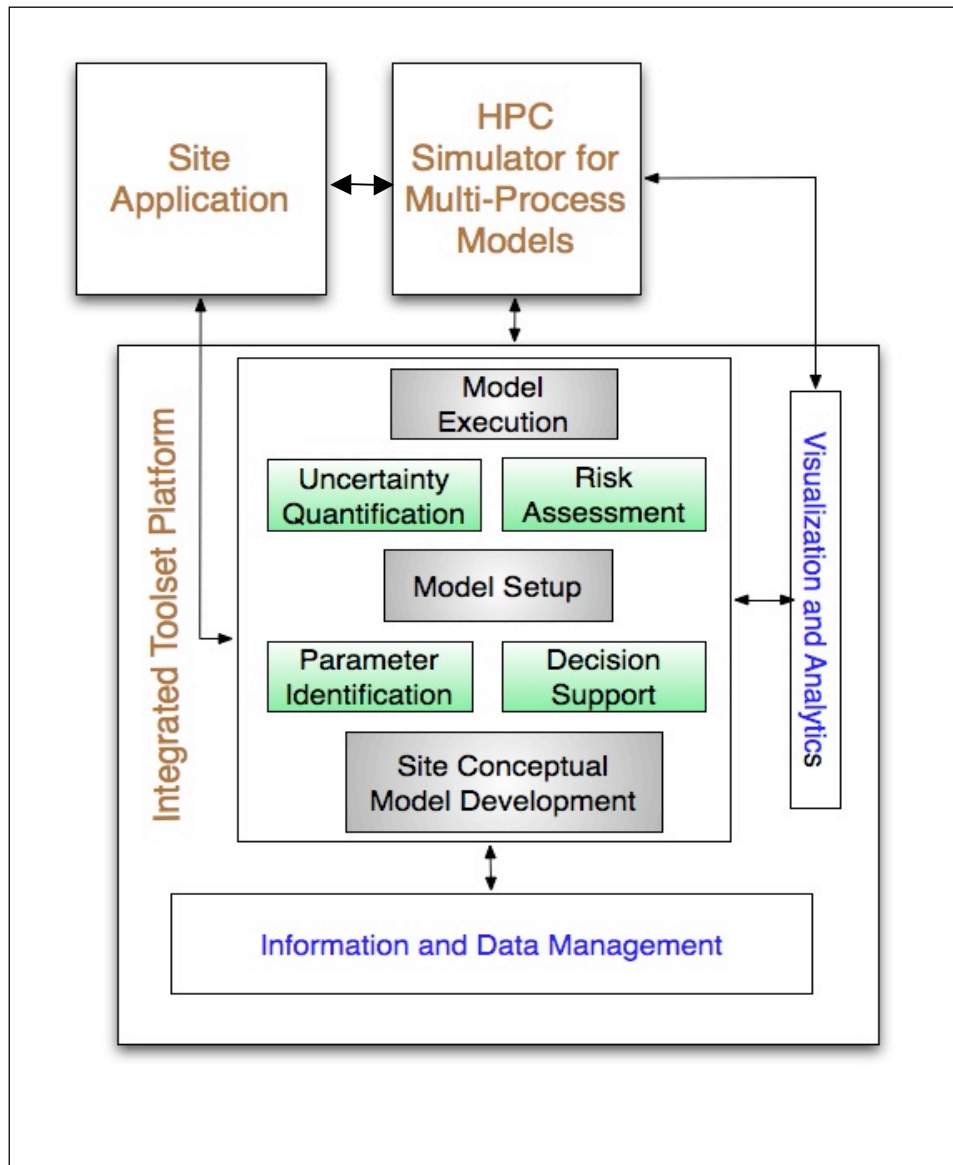 Site
Application
HPC
Simulator for
Multi-Process
Models
Integrated Toolset Platform
Model
Execution
Uncertainty
Quantification
Risk
Assessment
Model Setup
Parameter
Identification
Decision
Support
Site Conceptual
Model Development
Visualization and Analytics
Information and Data Management